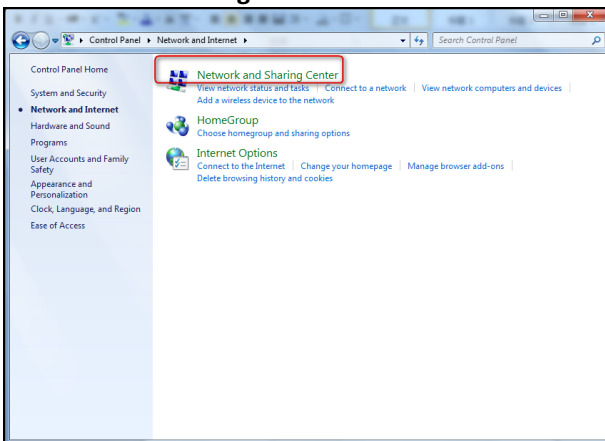 Control Panel ▸ Network and Internet ▸
Search Control Panel
Control Panel Home
System and Security
• Network and Internet
Hardware and Sound
Programs
User Accounts and Family
Safety
Appearance and
Personalization
Clock, Language, and Region
Ease of Access
Network and Sharing Center
View network status and tasks | Connect to a network | View network computers and devices |
Add a wireless device to the network
HomeGroup
Choose homegroup and sharing options
Internet Options
Connect to the Internet | Change your homepage | Manage browser add-ons |
Delete browsing history and cookies